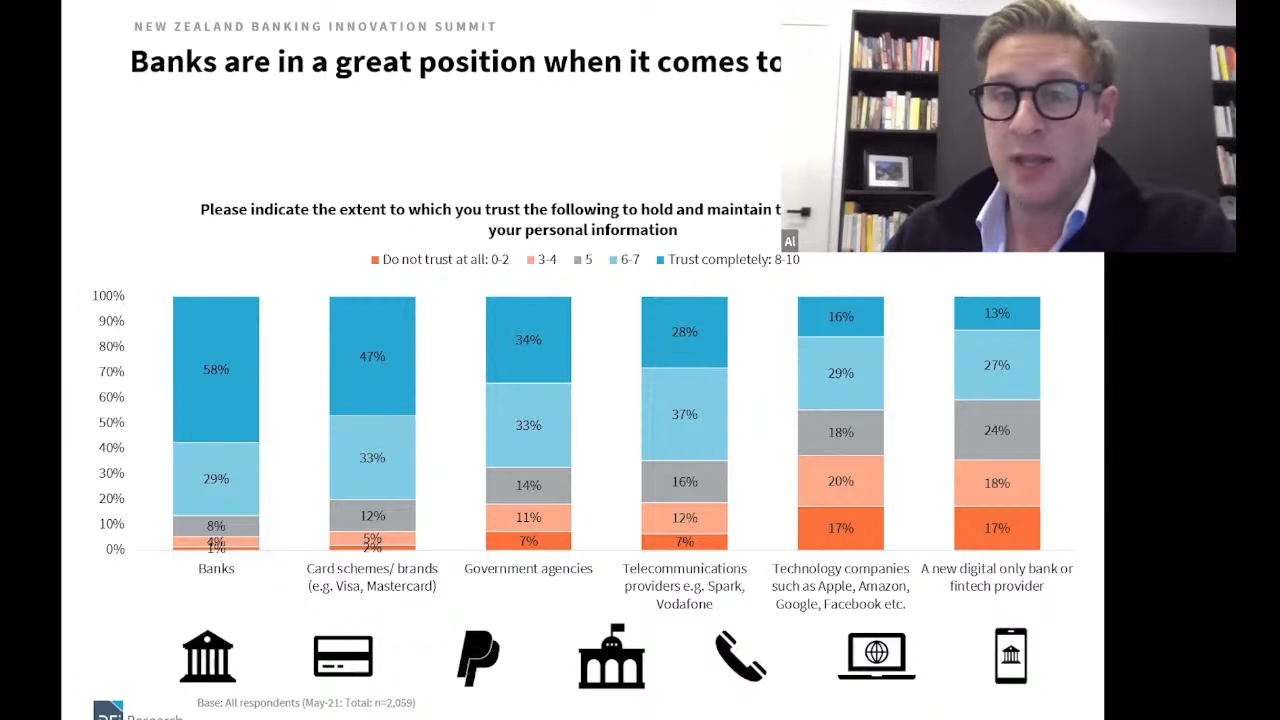 NEW ZEALAND BANKING INNOVATION SUMMIT
Banks are in a great position when it comes to
Please indicate the extent to which you trust the following to hold and maintain
your personal information
Do not trust at all: 0-2 3-4 5 6-7 Trust completely: 8-10
Al
100%
90%
80%
70%
60%
50%
40%
30%
20%
10%
0%
58%
29%
8%
4%
1%
47%
33%
12%
5%
2%
34%
33%
14%
11%
7%
28%
37%
16%
12%
7%
16%
29%
18%
20%
17%
13%
27%
24%
18%
17%
Banks
Card schemes/ brands
(e.g. Visa, Mastercard)
Government agencies
Telecommunications
providers e.g. Spark,
Vodafone
Technology companies
such as Apple, Amazon,
Google, Facebook etc.
A new digital only bank or
fintech provider
Base: All respondents (May-21: Total: n=2,059)
Research